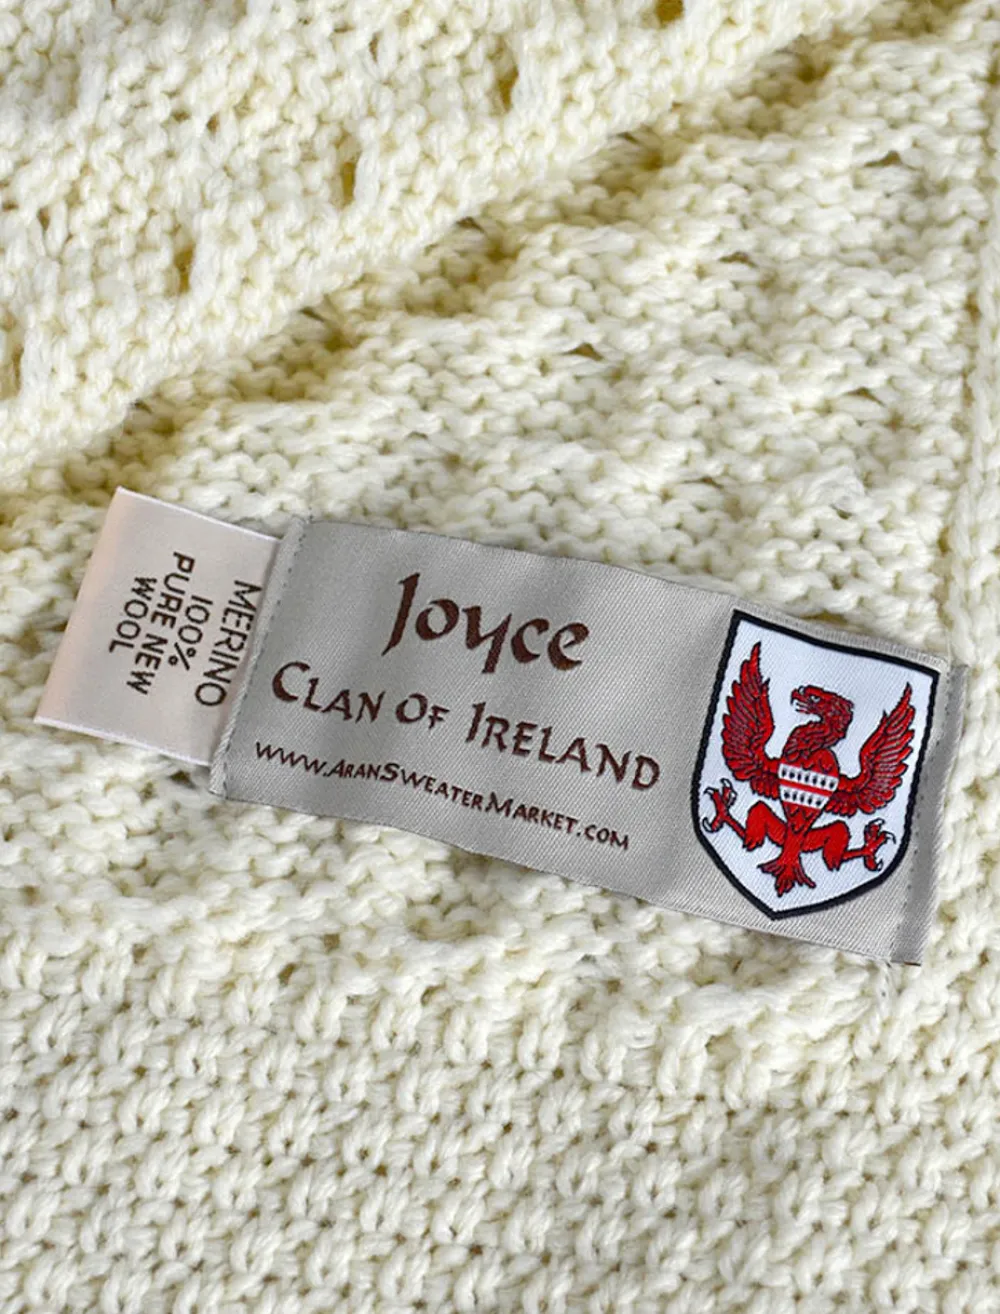 Joyce
Clan Of Ireland
www.AranSweaterMarket.com
MERINO
100%
PURE NEW
WOOL